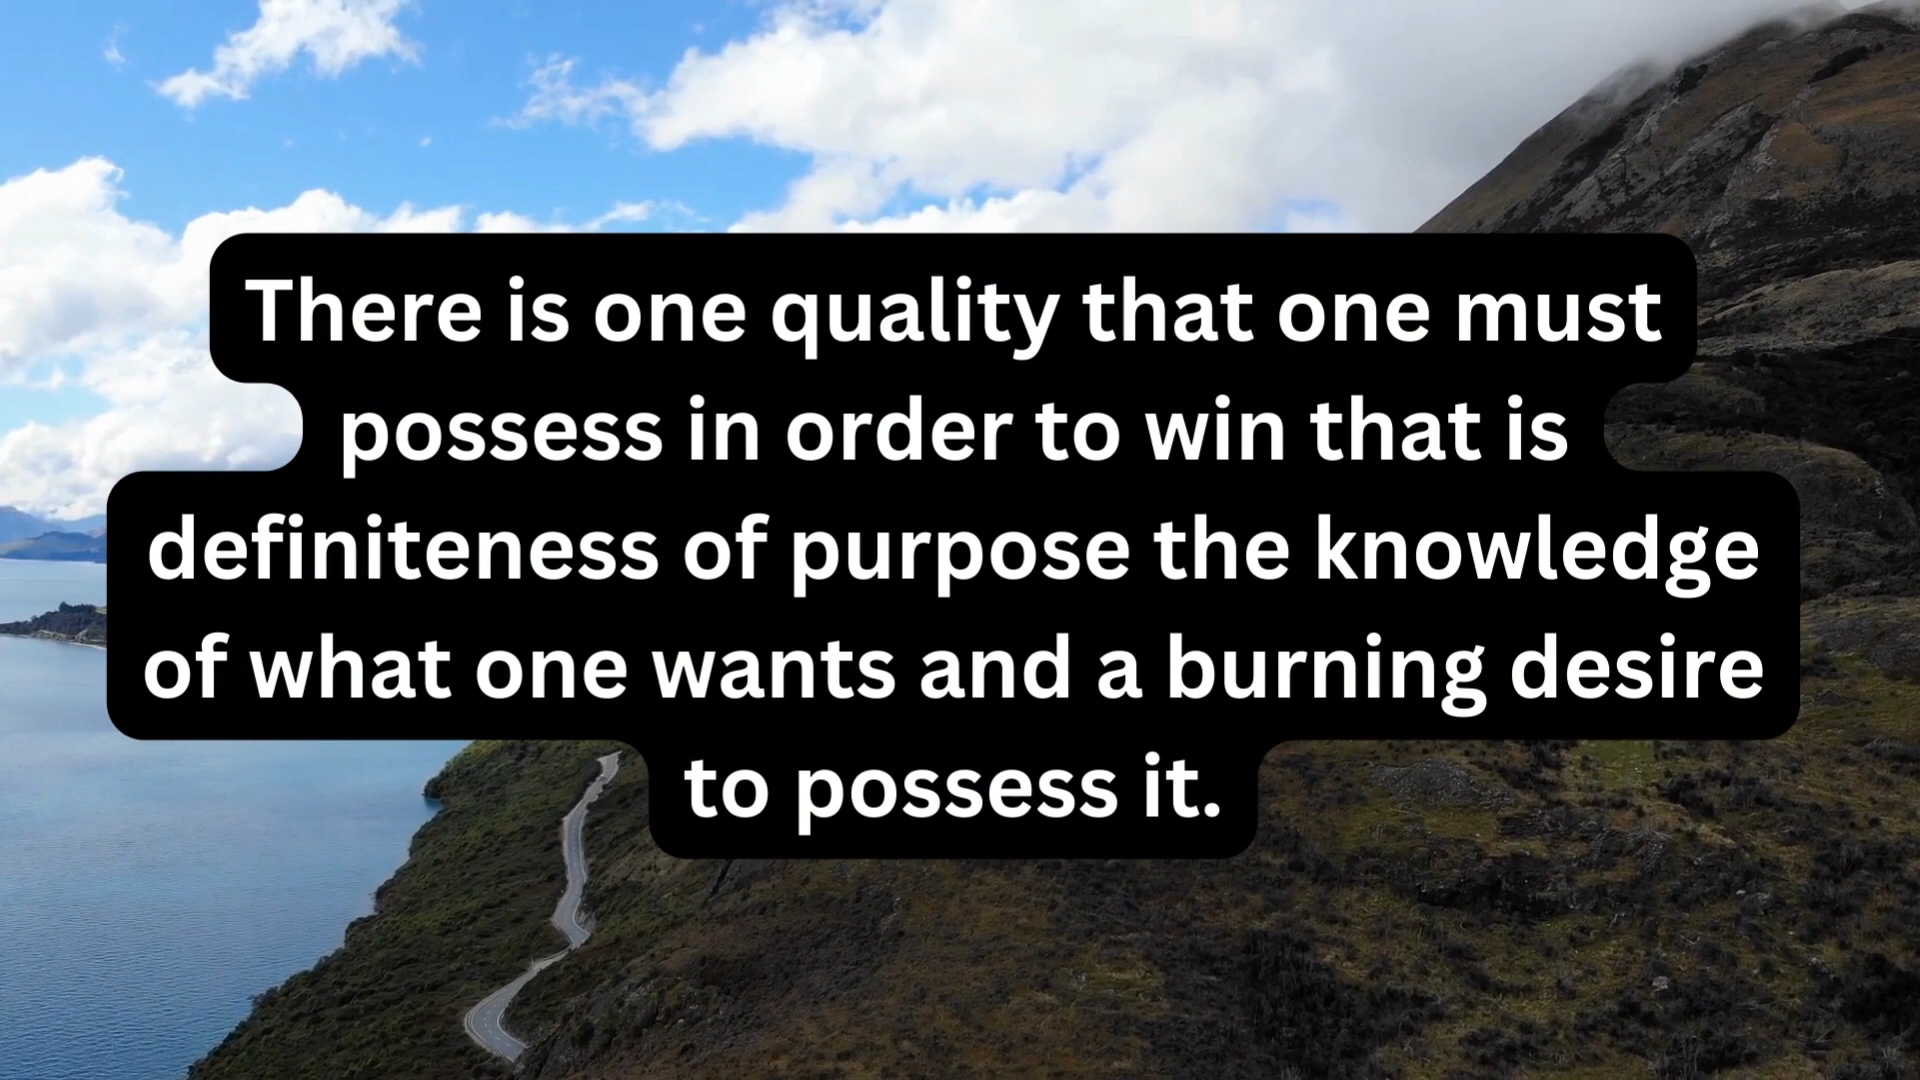 There is one quality that one must
possess in order to win that is
definiteness of purpose the knowledge
of what one wants and a burning desire
to possess it.